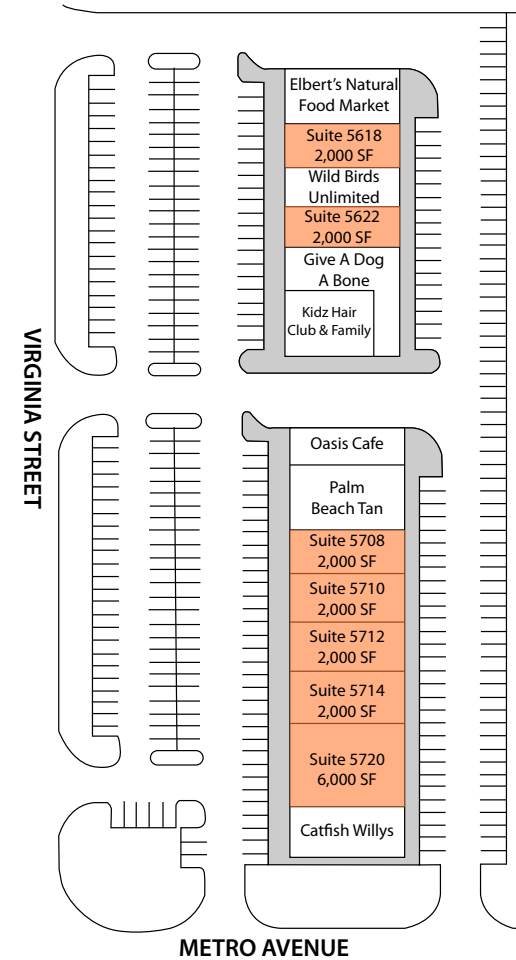 Elbert's Natural
Food Market
Suite 5618
2,000 SF
Wild Birds
Unlimited
Suite 5622
2,000 SF
Give A Dog
A Bone
Kidz Hair
Club & Family
VIRGINIA STREET
Oasis Cafe
Palm
Beach Tan
Suite 5708
2,000 SF
Suite 5710
2,000 SF
Suite 5712
2,000 SF
Suite 5714
2,000 SF
Suite 5720
6,000 SF
Catfish Willys
METRO AVENUE